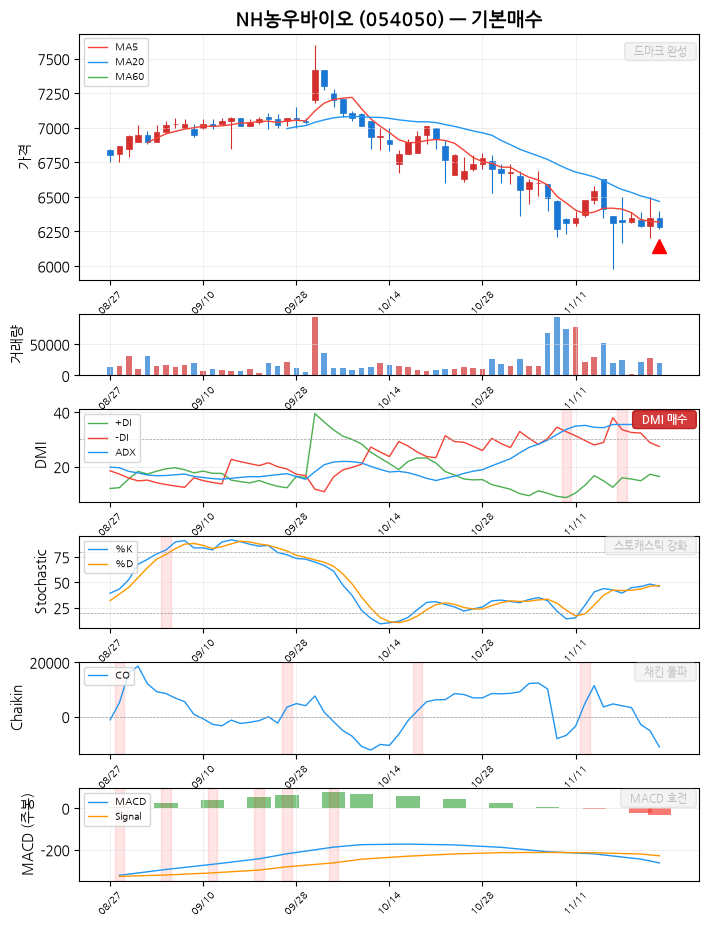 NH농우바이오 (054050) — 기본매수
MA5
MA20
MA60
드마크 완성
가격
7500
7250
7000
6750
6500
6250
6000
08/27
09/10
09/28
10/14
10/28
11/11
거래량
50000
0
08/27
09/10
09/28
10/14
10/28
11/11
DMI
+DI
-DI
ADX
DMI 매수
40
20
08/27
09/10
09/28
10/14
10/28
11/11
Stochastic
%K
%D
스토캐스틱 강화
75
50
25
08/27
09/10
09/28
10/14
10/28
11/11
Chaikin
CO
채킨 돌파
20000
0
08/27
09/10
09/28
10/14
10/28
11/11
MACD (주봉)
MACD
Signal
MACD 호전
0
-200
08/27
09/10
09/28
10/14
10/28
11/11